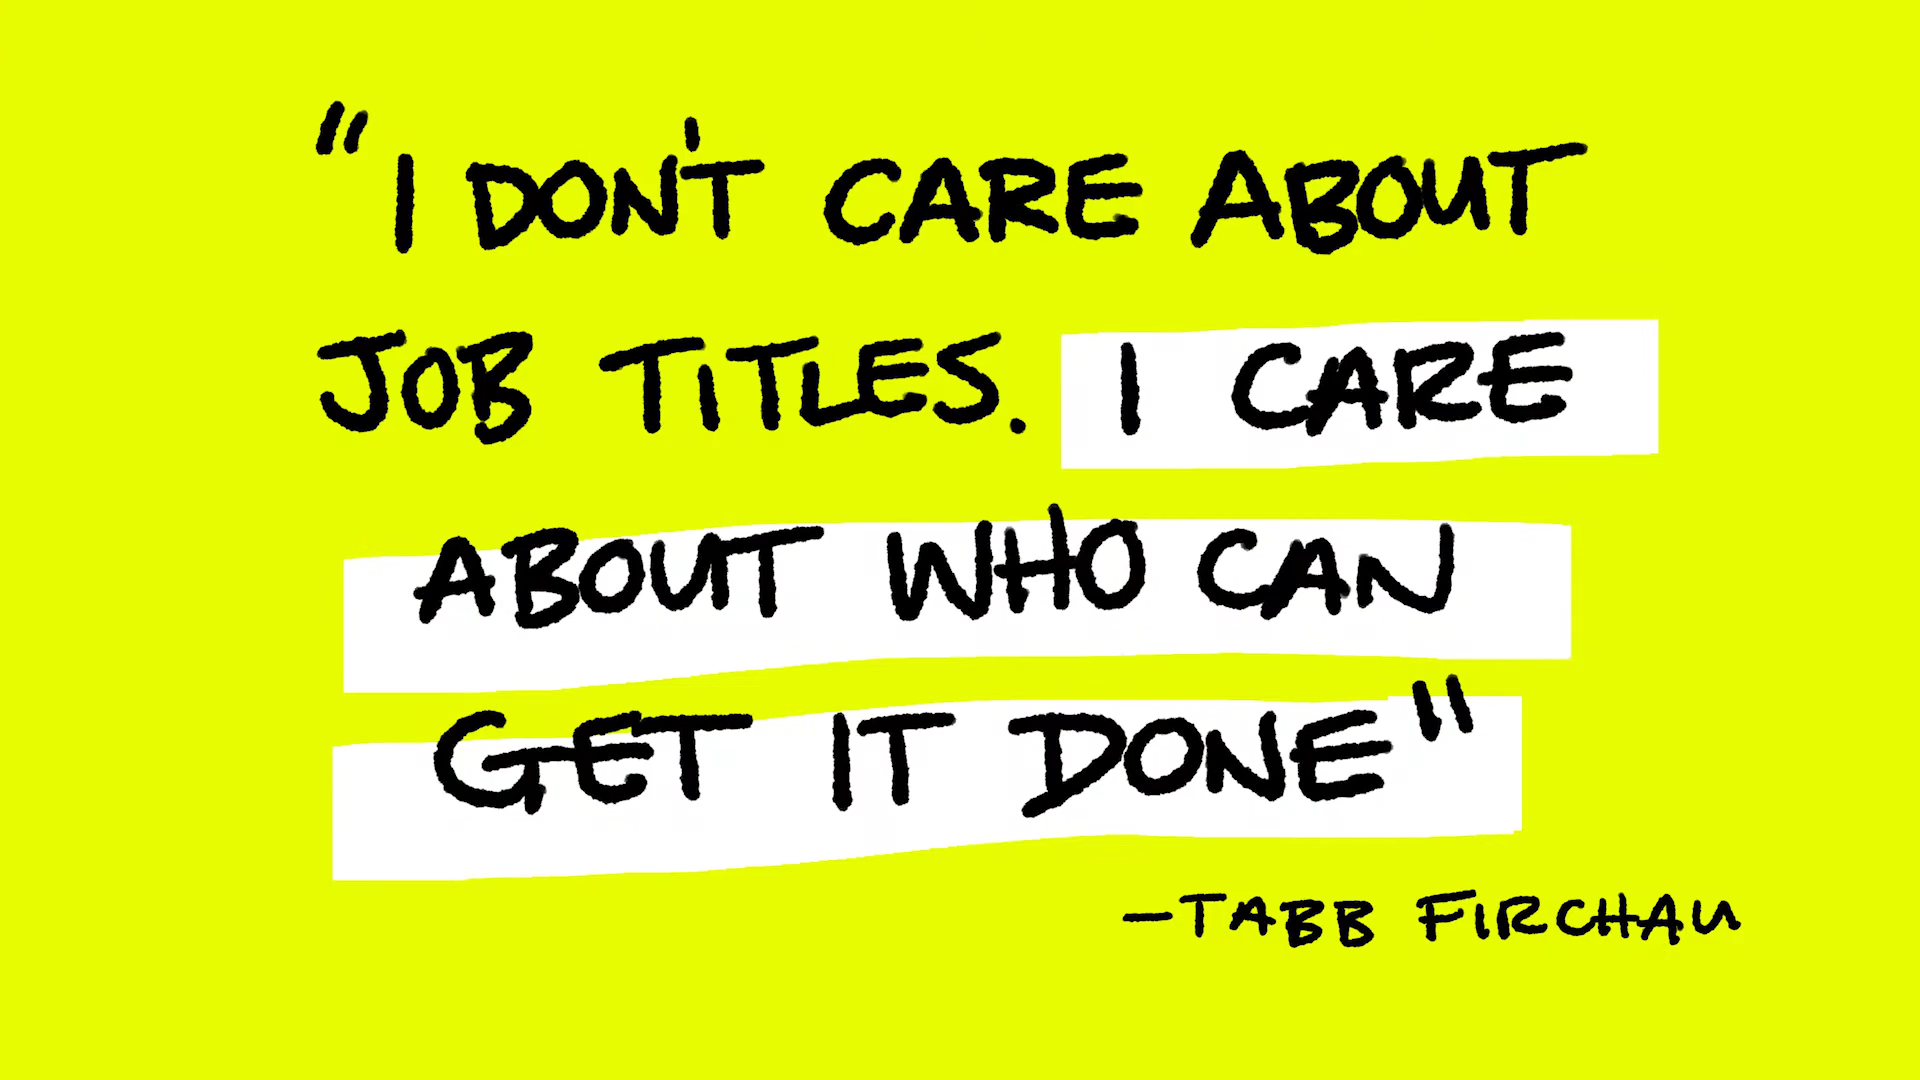 "I DON'T CARE ABOUT
JOB TITLES. I CARE
ABOUT WHO CAN
GET IT DONE"
-TABB FIRCHAU